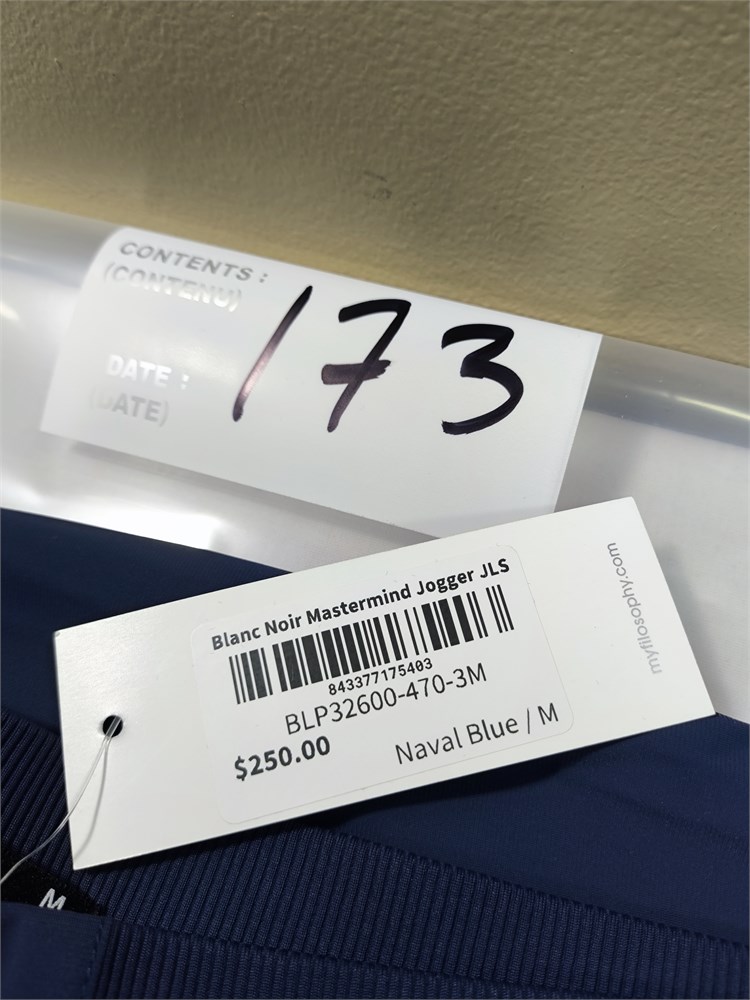 CONTENTS :
(CONTENU)
DATE :
(DATE)
173
Blanc Noir Mastermind Jogger JLS
843377175403
BLP32600-470-3M
$250.00
Naval Blue / M
myfilosophy.com
M